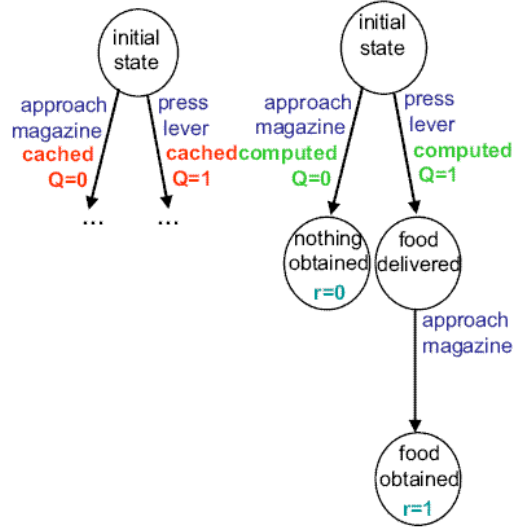 initial
state
approach
magazine
cached
Q=0
press
lever
cached
Q=1
...
...
initial
state
approach
magazine
computed
Q=0
press
lever
computed
Q=1
nothing
obtained
r=0
food
delivered
approach
magazine
food
obtained
r=1